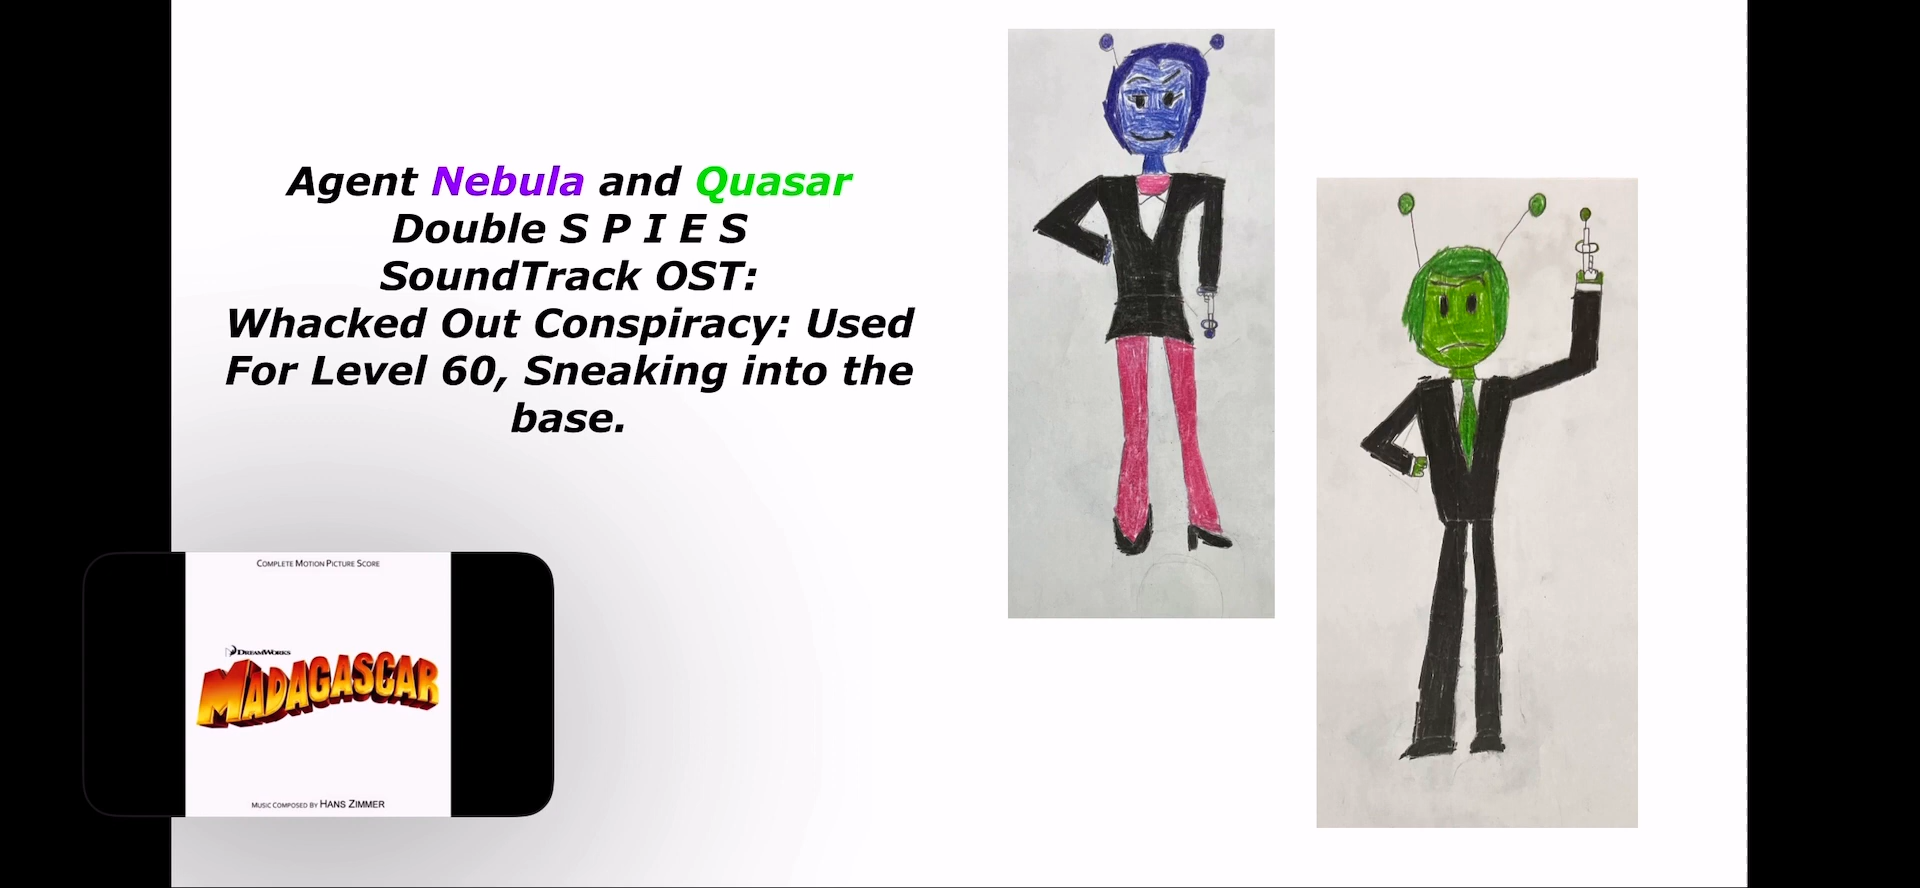 Agent Nebula and Quasar
Double S P I E S
SoundTrack OST:
Whacked Out Conspiracy: Used
For Level 60, Sneaking into the
base.
COMPLETE MOTION PICTURE SCORE
DREAMWORKS
MADAGASCAR
MUSIC COMPOSED BY HANS ZIMMER